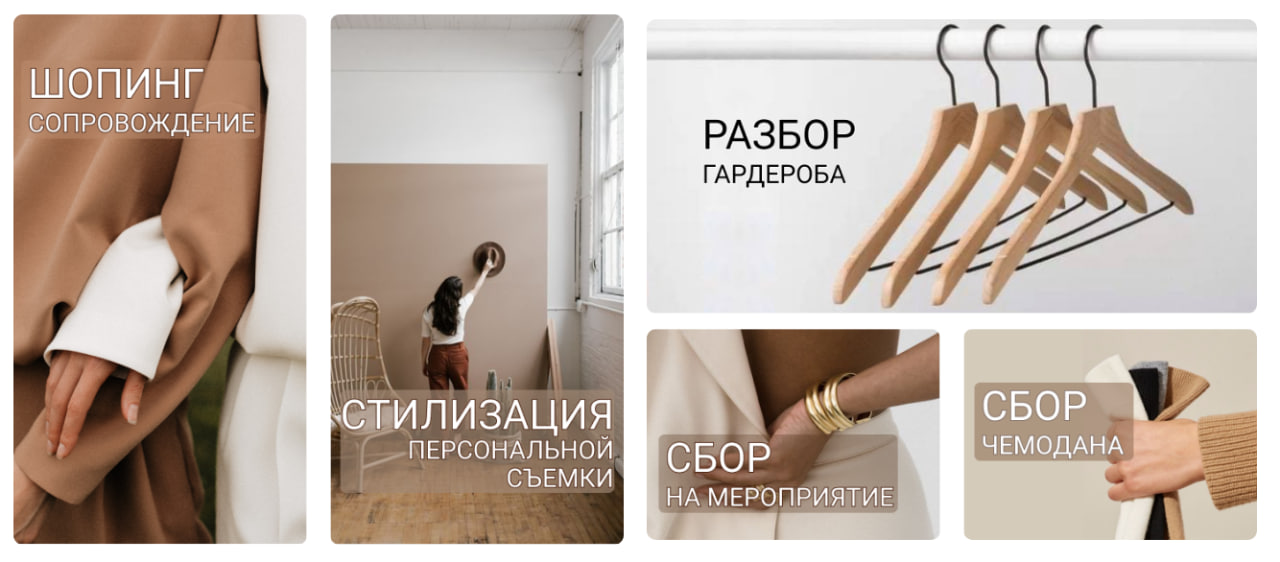 ШОПИНГ
СОПРОВОЖДЕНИЕ
СТИЛИЗАЦИЯ
ПЕРСОНАЛЬНОЙ
СЪЕМКИ
РАЗБОР
ГАРДЕРОБА
СБОР
НА МЕРОПРИЯТИЕ
СБОР
ЧЕМОДАНА